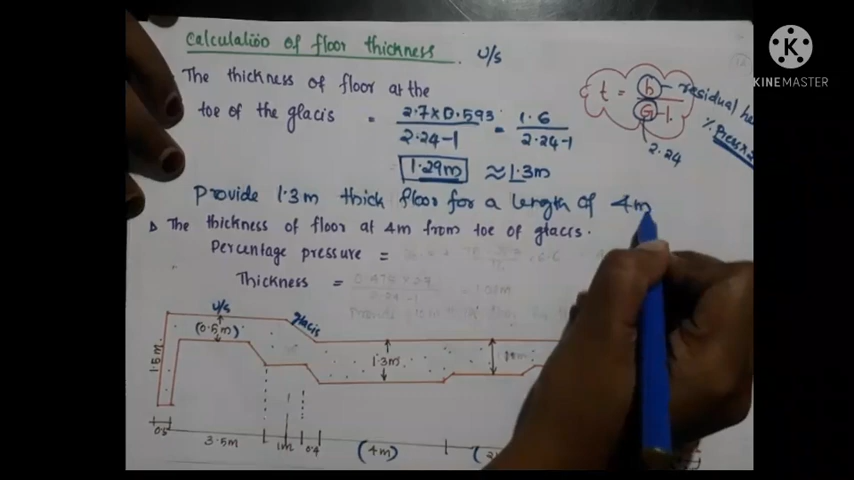 Calculation of floor thickness. U/S
The thickness of floor at the
toe of the glacis = 2.7×0.593 / 2.24-1 = 1.6 / 2.24-1
1.29m ≈ 1.3m
t = h / G-1. residual
% Press×2
2.24
K
KINEMASTER
Provide 1.3m thick floor for a length of 4m
The thickness of floor at 4m from toe of glacis.
Percentage pressure =
Thickness =
U/S
glacis
(0.5m)
1.5m
1.3m
0.5
3.5m
1m
0.4
(4m)